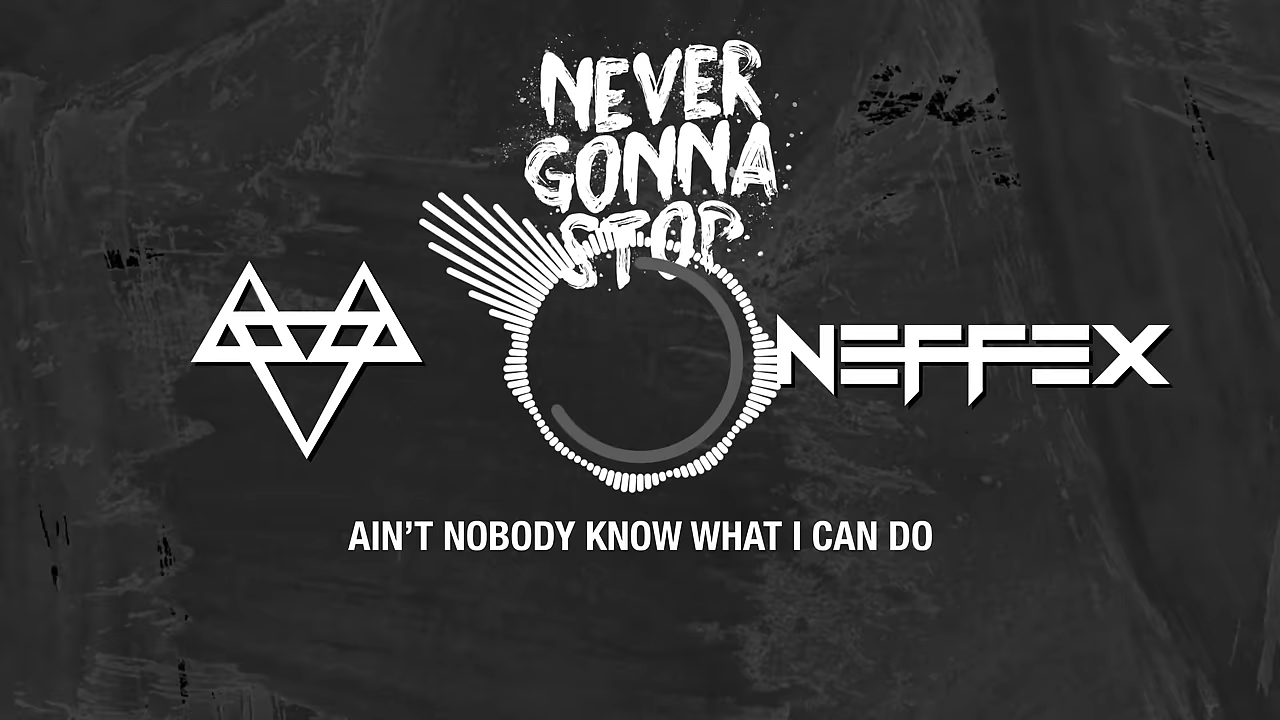 NEVER
GONNA
STOP
NEFFEX
AIN’T NOBODY KNOW WHAT I CAN DO